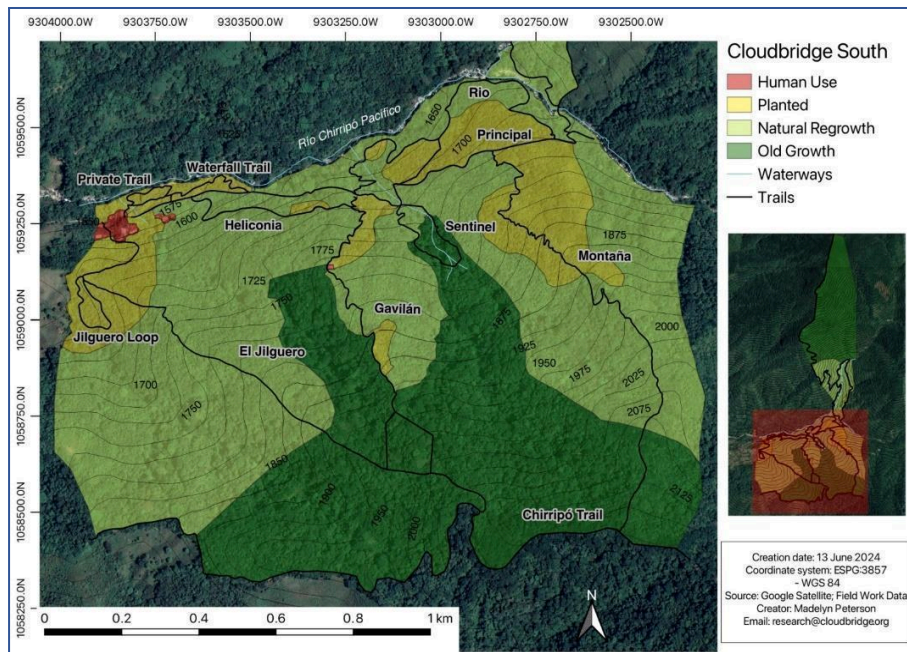 9304000.0W 9303750.0W 9303500.0W 9303250.0W 9303000.0W 9302750.0W 9302500.0W
Cloudbridge South
Human Use
Planted
Natural Regrowth
Old Growth
Waterways
Trails
1059500.0N
1059250.0N
1059000.0N
1058750.0N
1058500.0N
1058250.0N
Río Chirripó Pacífico
Rio
1650
Principal
1700
Waterfall Trail
Private Trail
1575
1600
Heliconia
Sentinel
1875
1775
Montaña
1725
1750
Gavilán
1875
2000
Jilguero Loop
El Jilguero
1925
1950
1975
2025
1700
1750
2075
1850
1900
1950
2000
2125
Chirripó Trail
N
0 0.2 0.4 0.6 0.8 1 km
Creation date: 13 June 2024
Coordinate system: ESPG:3857
- WGS 84
Source: Google Satellite; Field Work Data
Creator: Madelyn Peterson
Email: research@cloudbridge.org